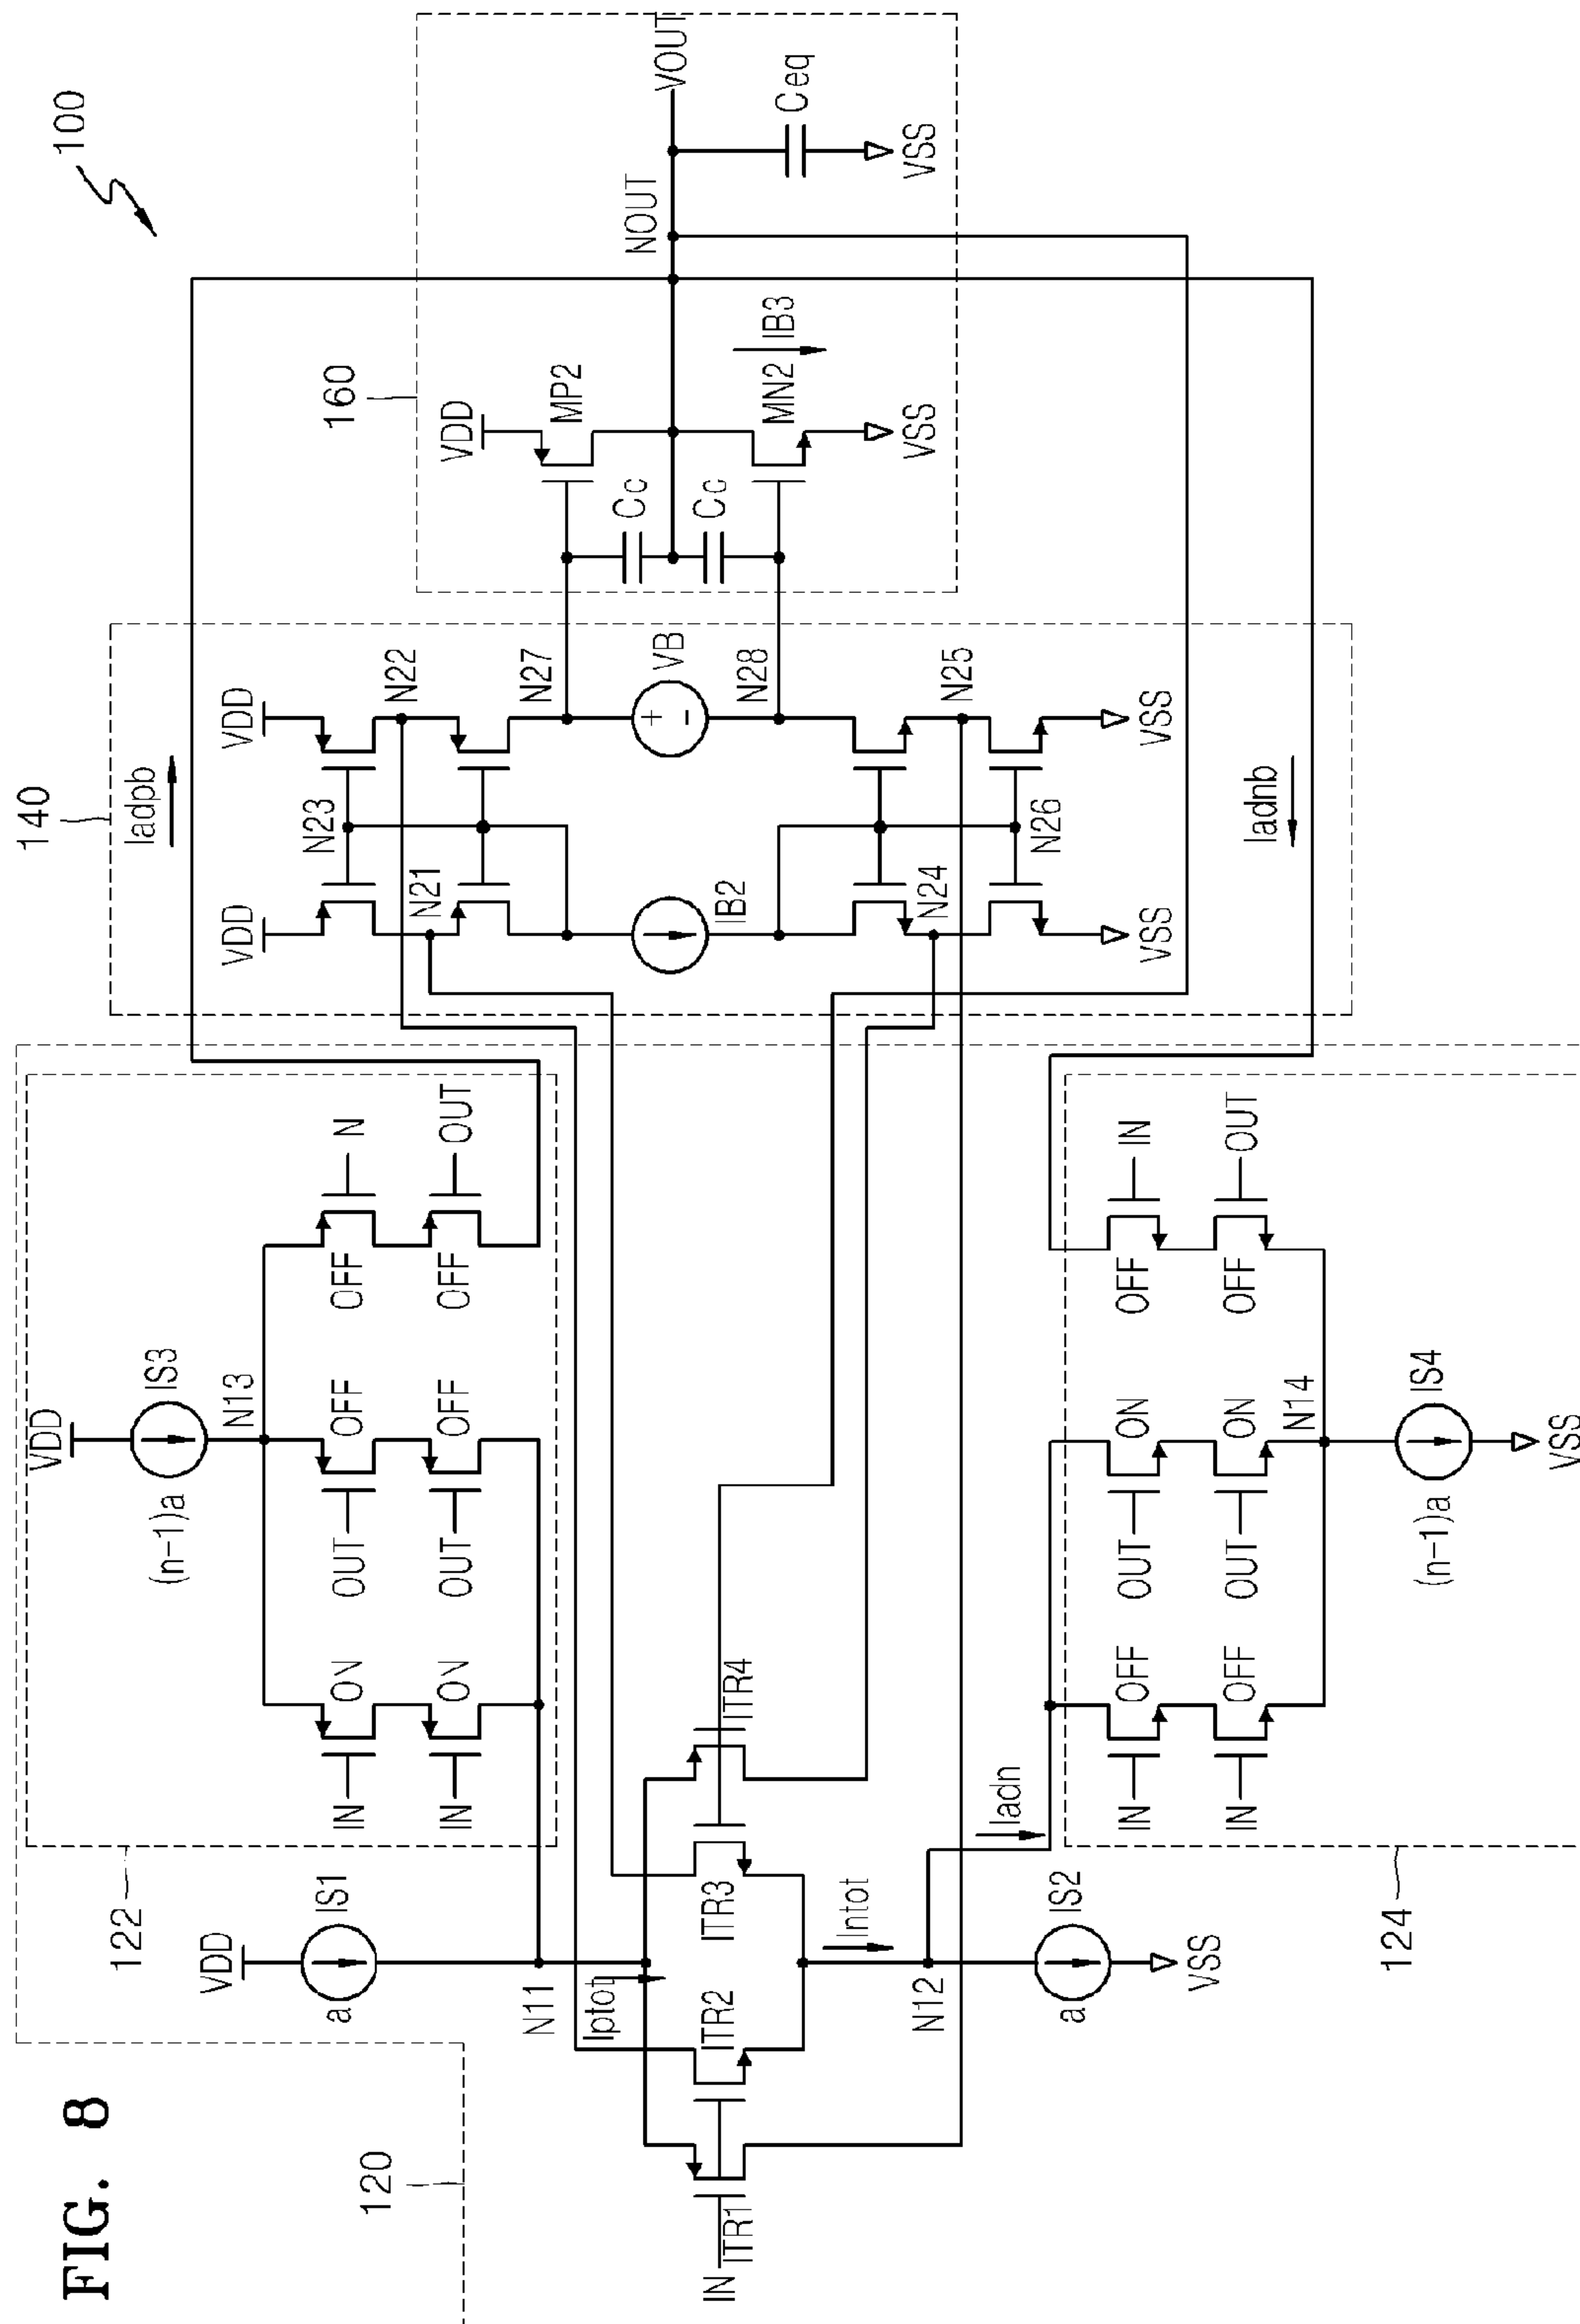 FIG. 8
100
120
122
VDD
IS3
(n-1)a
N13
IN
ON
IN
ON
OUT
OFF
OUT
OFF
OFF
N
OFF
OUT
VDD
IS1
a
N11
Iptot
IN
ITR1
ITR2
ITR3
ITR4
Intot
N12
Iadn
IS2
a
VSS
124
IN
OFF
IN
OFF
OUT
ON
OUT
ON
OFF
IN
OFF
OUT
N14
IS4
(n-1)a
VSS
140
Iadpb
VDD
VDD
N23
N22
N21
N27
IB2
VB
+
-
N28
N24
N25
N26
VSS
VSS
Iadnb
160
VDD
MP2
Cc
Cc
MN2
IB3
VSS
NOUT
VOUT
Ceq
VSS